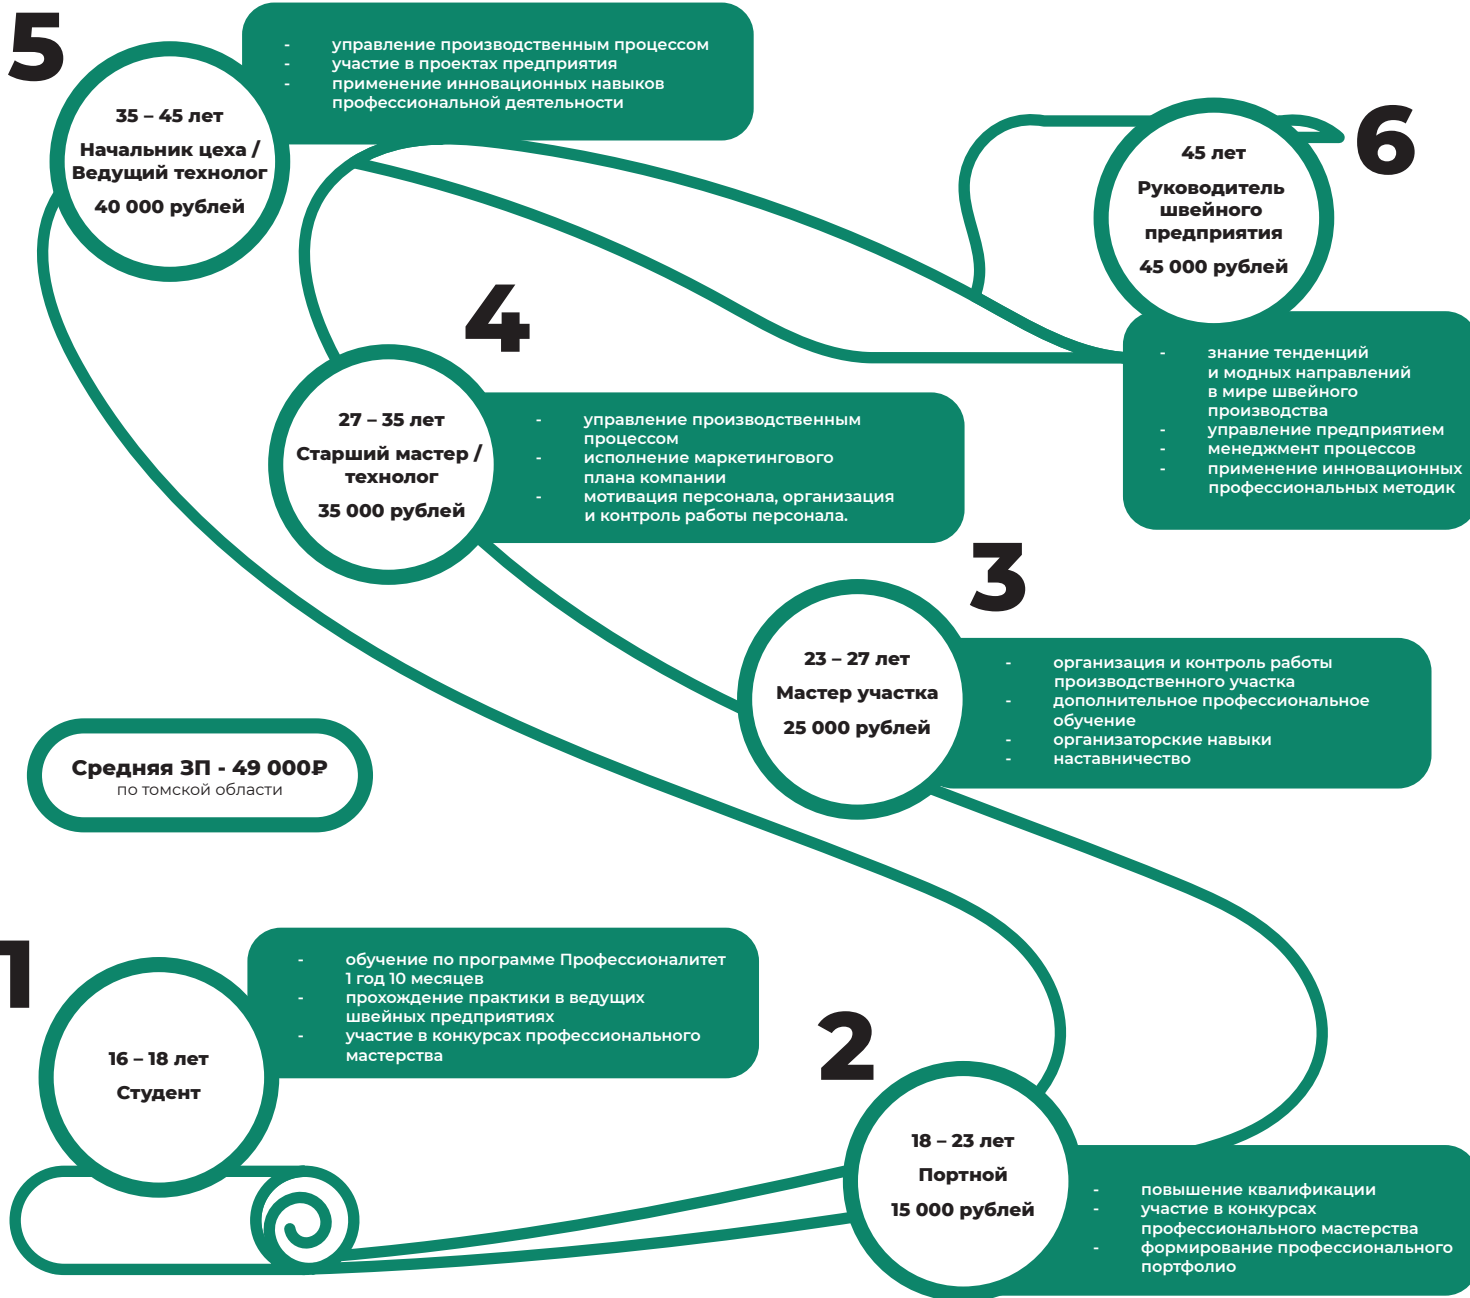 5
35 – 45 лет
Начальник цеха /
Ведущий технолог
40 000 рублей
- управление производственным процессом
- участие в проектах предприятия
- применение инновационных навыков
профессиональной деятельности
6
45 лет
Руководитель
швейного
предприятия
45 000 рублей
- знание тенденций
и модных направлений
в мире швейного
производства
- управление предприятием
- менеджмент процессов
- применение инновационных
профессиональных методик
4
27 – 35 лет
Старший мастер /
технолог
35 000 рублей
- управление производственным
процессом
- исполнение маркетингового
плана компании
- мотивация персонала, организация
и контроль работы персонала.
3
23 – 27 лет
Мастер участка
25 000 рублей
- организация и контроль работы
производственного участка
- дополнительное профессиональное
обучение
- организаторские навыки
- наставничество
Средняя ЗП - 49 000₽
по томской области
1
16 – 18 лет
Студент
- обучение по программе Профессионалитет
1 год 10 месяцев
- прохождение практики в ведущих
швейных предприятиях
- участие в конкурсах профессионального
мастерства
2
18 – 23 лет
Портной
15 000 рублей
- повышение квалификации
- участие в конкурсах
профессионального мастерства
- формирование профессионального
портфолио